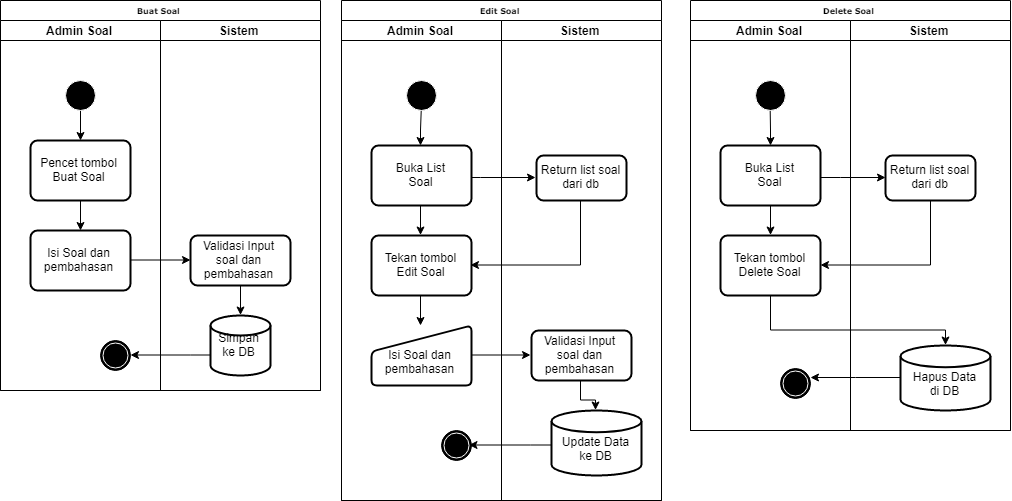 Buat Soal
Admin Soal
Sistem
Pencet tombol
Buat Soal
Isi Soal dan
pembahasan
Validasi Input
soal dan
pembahasan
Simpan
ke DB
Edit Soal
Admin Soal
Sistem
Buka List
Soal
Return list soal
dari db
Tekan tombol
Edit Soal
Isi Soal dan
pembahasan
Validasi Input
soal dan
pembahasan
Update Data
ke DB
Delete Soal
Admin Soal
Sistem
Buka List
Soal
Return list soal
dari db
Tekan tombol
Delete Soal
Hapus Data
di DB